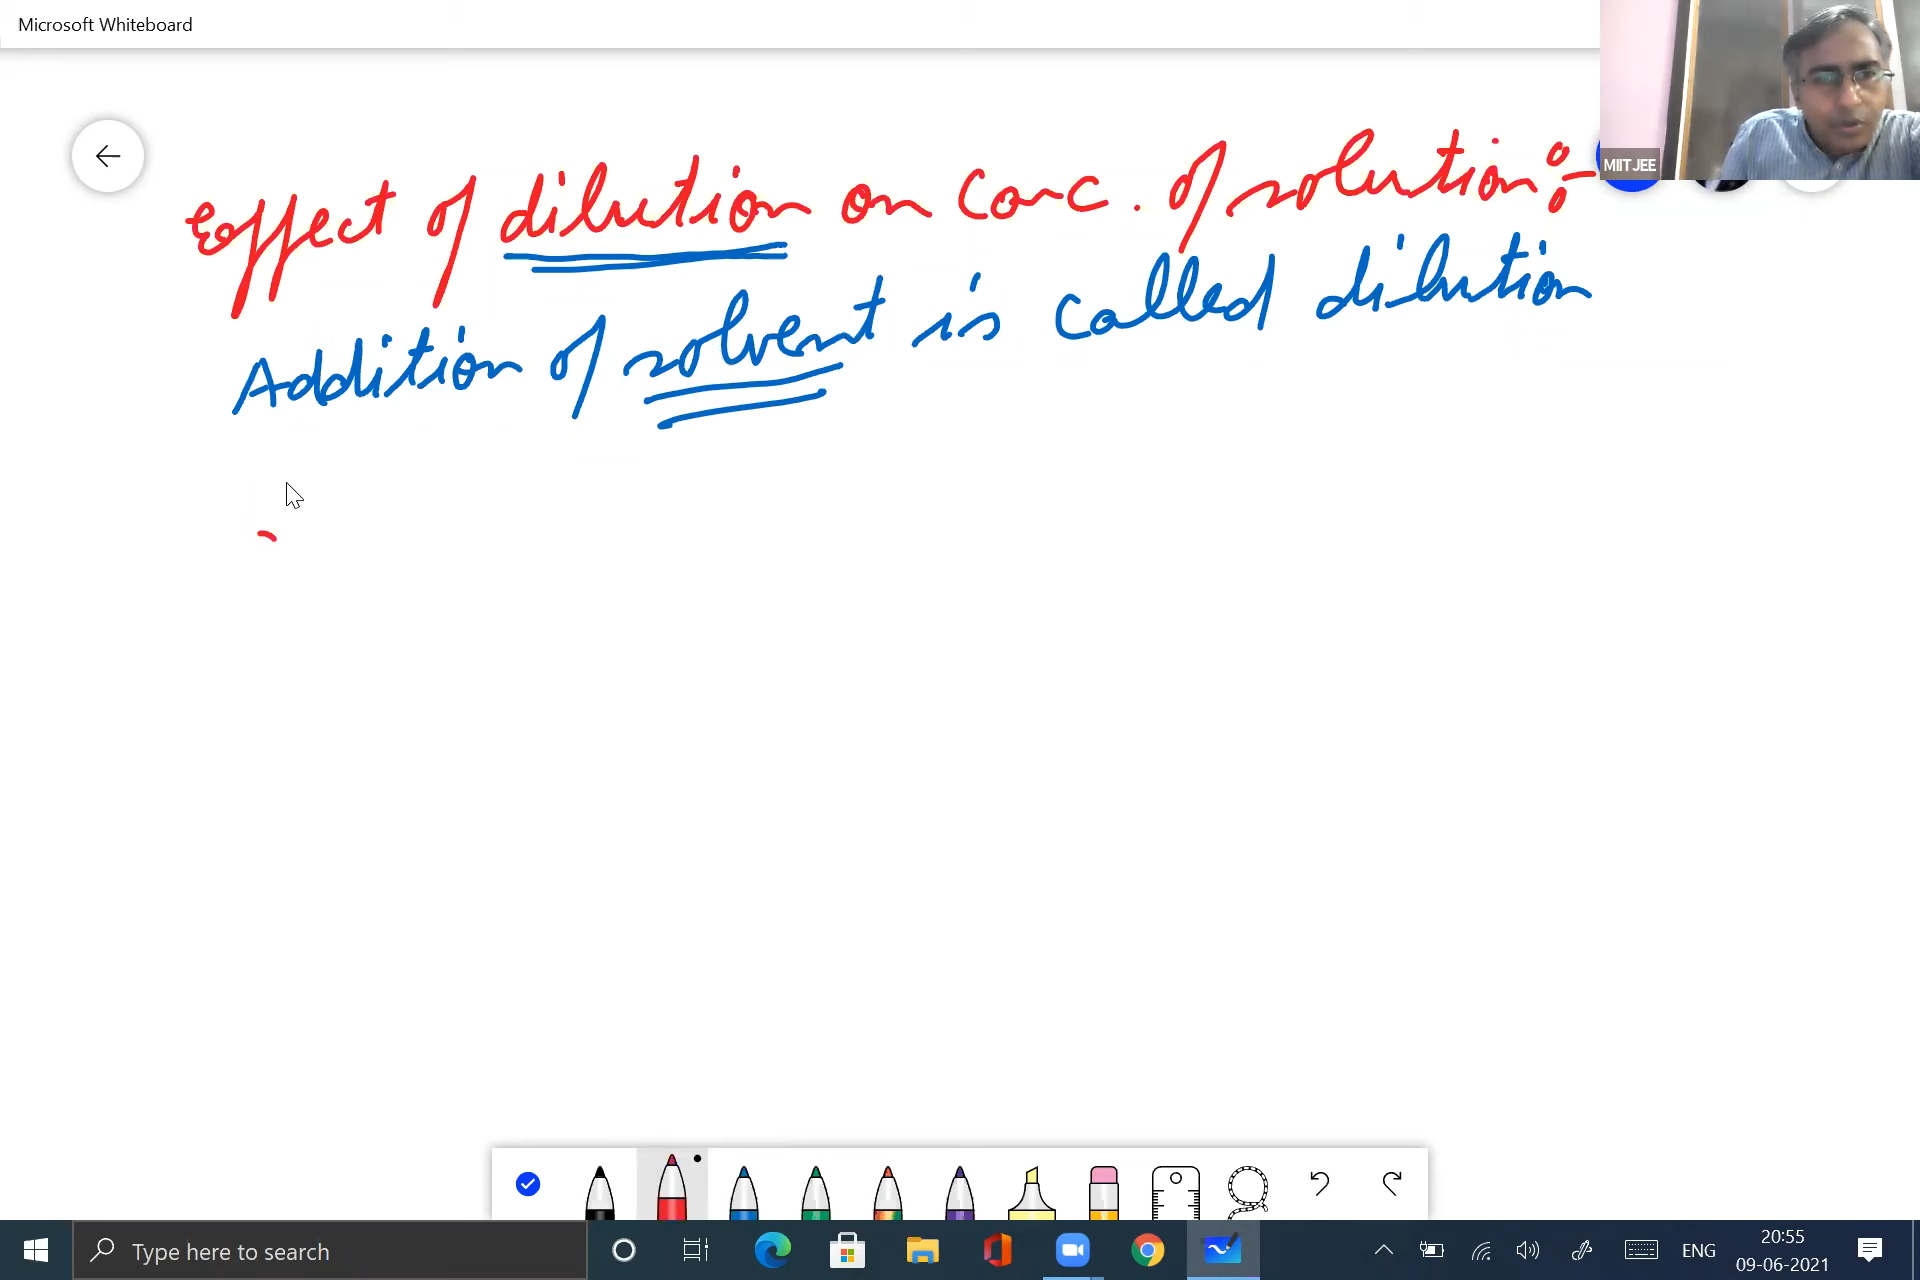 Microsoft Whiteboard
MIIT JEE
Effect of dilution on Conc. of solution :-
Addition of solvent is called dilution
Type here to search
ENG
20:55
09-06-2021